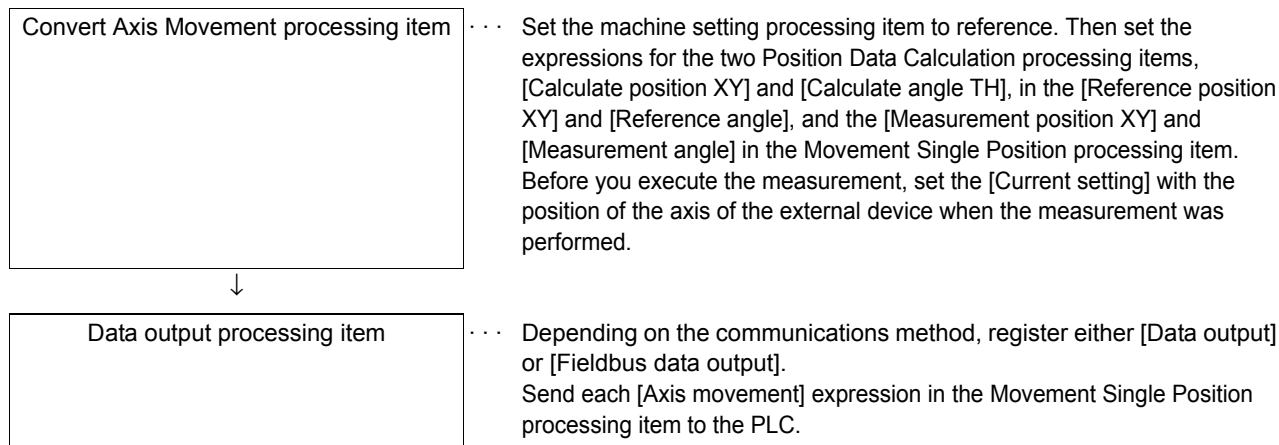 Convert Axis Movement processing item ··· Set the machine setting processing item to reference. Then set the
expressions for the two Position Data Calculation processing items,
[Calculate position XY] and [Calculate angle TH], in the [Reference position
XY] and [Reference angle], and the [Measurement position XY] and
[Measurement angle] in the Movement Single Position processing item.
Before you execute the measurement, set the [Current setting] with the
position of the axis of the external device when the measurement was
performed.
↓
Data output processing item ··· Depending on the communications method, register either [Data output]
or [Fieldbus data output].
Send each [Axis movement] expression in the Movement Single Position
processing item to the PLC.